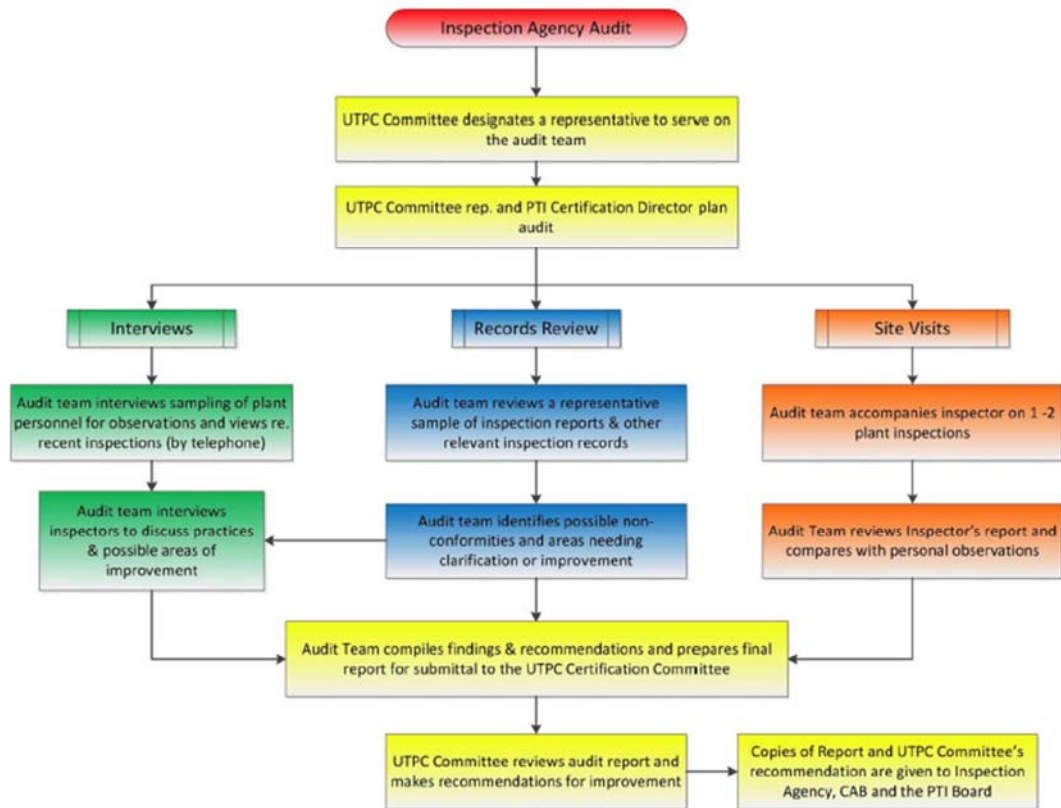 Inspection Agency Audit
UTPC Committee designates a representative to serve on
the audit team
UTPC Committee rep. and PTI Certification Director plan
audit
Interviews
Records Review
Site Visits
Audit team interviews sampling of plant
personnel for observations and views re.
recent inspections (by telephone)
Audit team reviews a representative
sample of inspection reports & other
relevant inspection records
Audit team accompanies inspector on 1 -2
plant inspections
Audit team interviews
inspectors to discuss practices
& possible areas of
improvement
Audit team identifies possible non-
conformities and areas needing
clarification or improvement
Audit Team reviews Inspector's report and
compares with personal observations
Audit Team compiles findings & recommendations and prepares final
report for submittal to the UTPC Certification Committee
UTPC Committee reviews audit report and
makes recommendations for improvement
Copies of Report and UTPC Committee's
recommendation are given to Inspection
Agency, CAB and the PTI Board